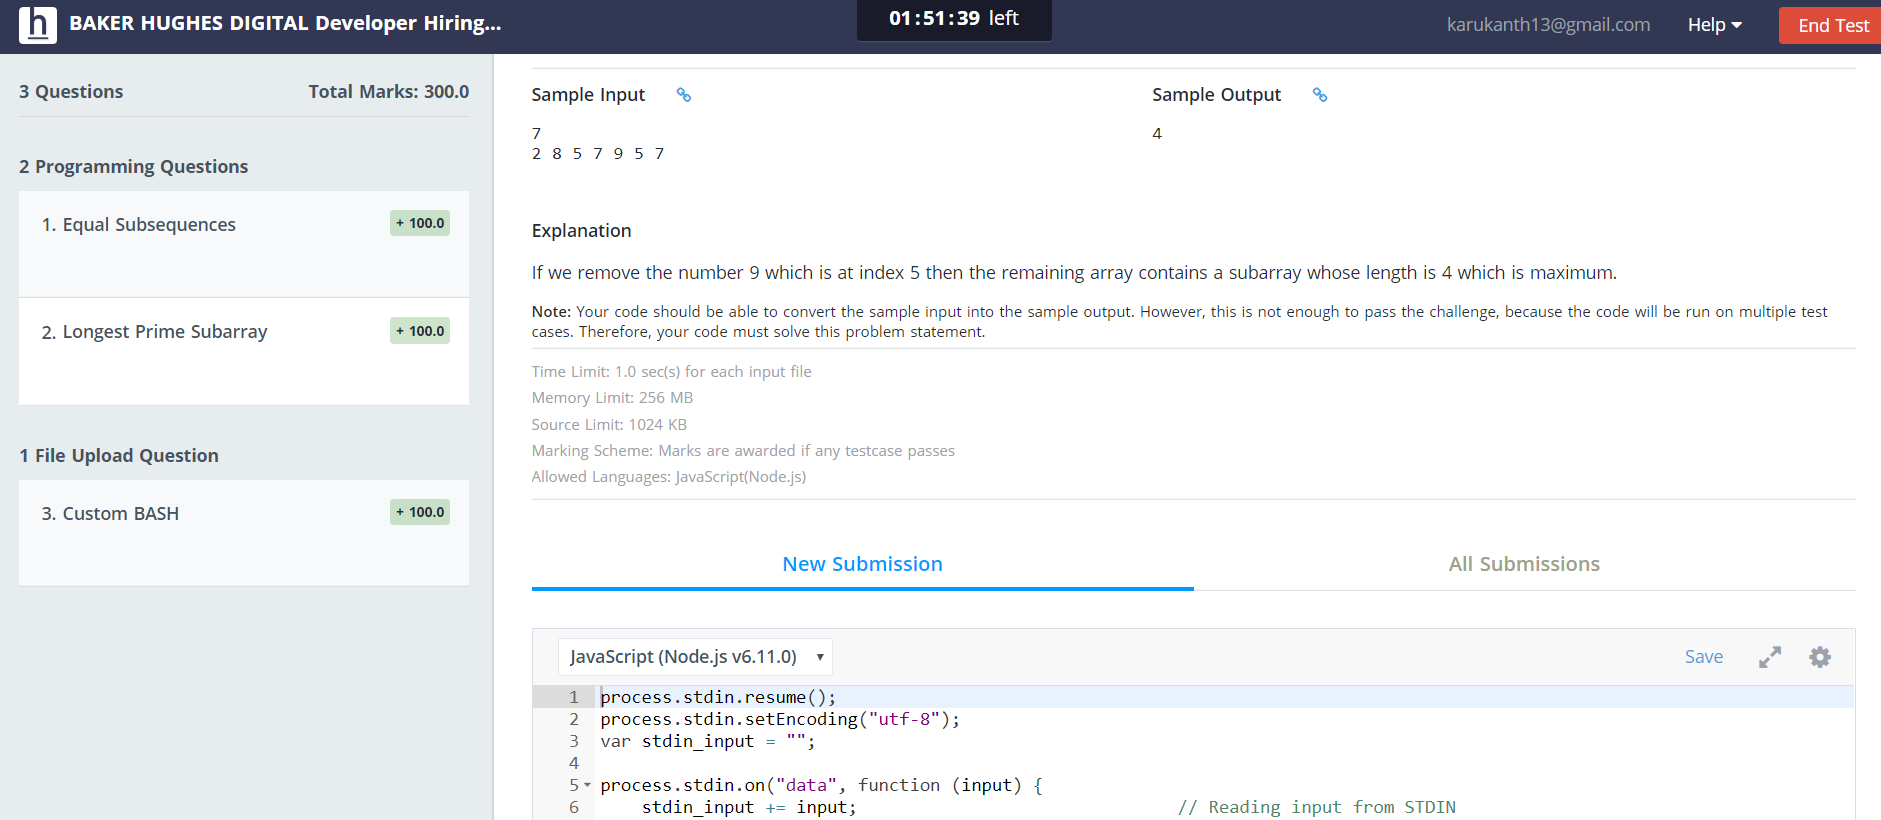 h BAKER HUGHES DIGITAL Developer Hiring...
01:51:39 left
karukanth13@gmail.com
Help
End Test
3 Questions
Total Marks: 300.0
2 Programming Questions
1. Equal Subsequences
+ 100.0
2. Longest Prime Subarray
+ 100.0
1 File Upload Question
3. Custom BASH
+ 100.0
Sample Input
7
2 8 5 7 9 5 7
Sample Output
4
Explanation
If we remove the number 9 which is at index 5 then the remaining array contains a subarray whose length is 4 which is maximum.
Note: Your code should be able to convert the sample input into the sample output. However, this is not enough to pass the challenge, because the code will be run on multiple test
cases. Therefore, your code must solve this problem statement.
Time Limit: 1.0 sec(s) for each input file
Memory Limit: 256 MB
Source Limit: 1024 KB
Marking Scheme: Marks are awarded if any testcase passes
Allowed Languages: JavaScript(Node.js)
New Submission
All Submissions
JavaScript (Node.js v6.11.0)
Save
1 process.stdin.resume();
2 process.stdin.setEncoding("utf-8");
3 var stdin_input = "";
4
5 process.stdin.on("data", function (input) {
6 stdin_input += input; // Reading input from STDIN